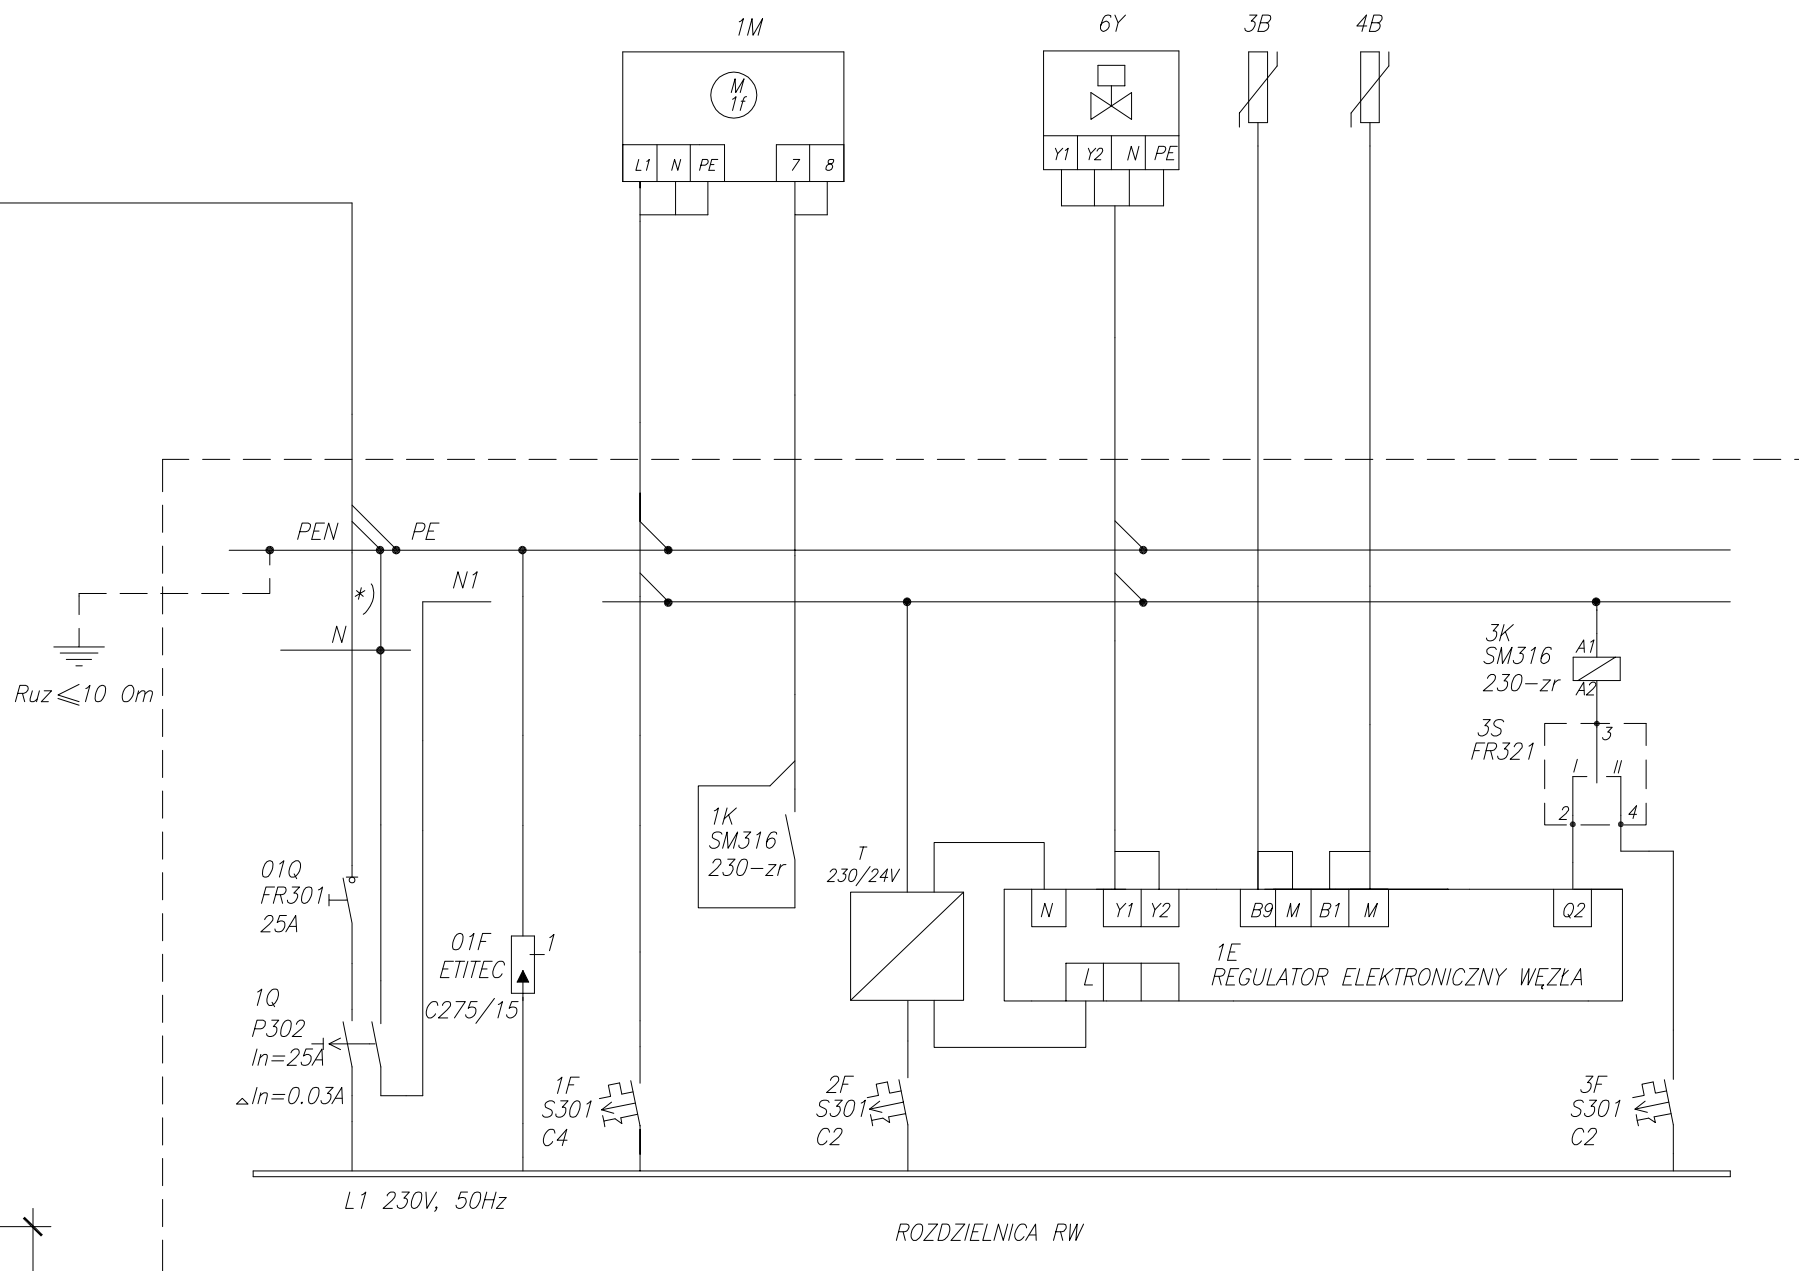 1M
6Y
3B
4B
M
1f
L1 N PE
7 8
Y1 Y2 N PE
PEN
PE
*)
N1
N
Ruz≤10 Om
3K
SM316
230-zr
A1
A2
3S
FR321
3
I
II
2
4
1K
SM316
230-zr
T
230/24V
01Q
FR301
25A
01F
ETITEC
C275/15
1
1Q
P302
In=25A
△In=0.03A
N
Y1 Y2
B9 M B1 M
Q2
L
1E
REGULATOR ELEKTRONICZNY WĘZŁA
1F
S301
C4
2F
S301
C2
3F
S301
C2
L1 230V, 50Hz
ROZDZIELNICA RW